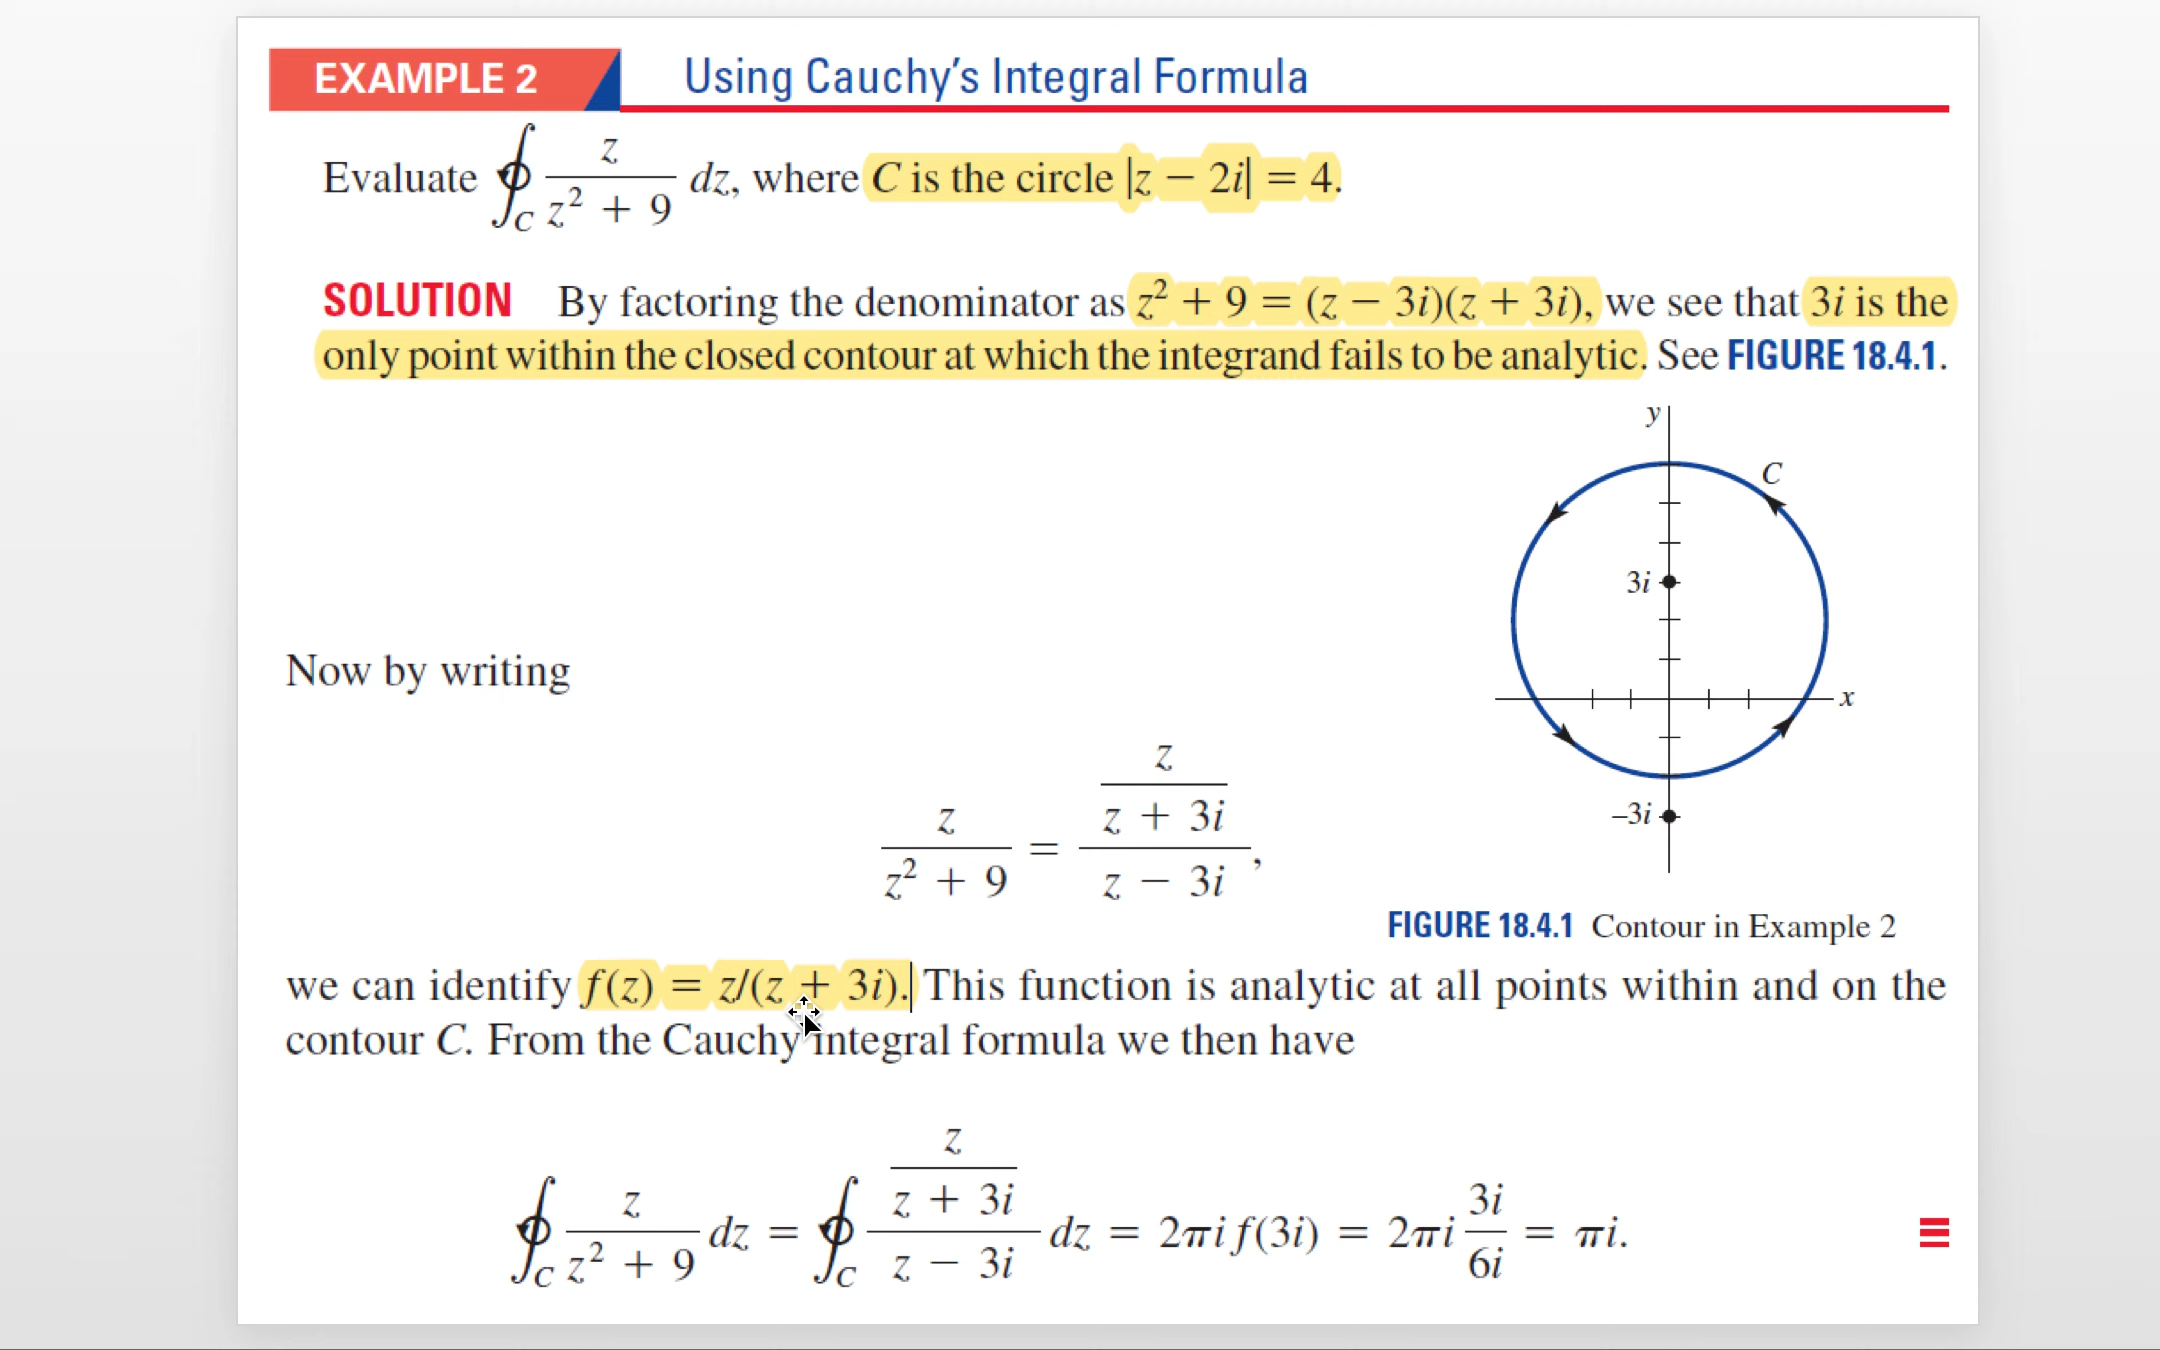 EXAMPLE 2 Using Cauchy's Integral Formula
Evaluate ∮_C z/(z² + 9) dz, where C is the circle |z − 2i| = 4.
SOLUTION By factoring the denominator as z² + 9 = (z − 3i)(z + 3i), we see that 3i is the
only point within the closed contour at which the integrand fails to be analytic. See FIGURE 18.4.1.
y
C
3i
x
−3i
FIGURE 18.4.1 Contour in Example 2
Now by writing
z/(z² + 9) = (z/(z + 3i))/(z − 3i),
we can identify f(z) = z/(z + 3i). This function is analytic at all points within and on the
contour C. From the Cauchy integral formula we then have
∮_C z/(z² + 9) dz = ∮_C (z/(z + 3i))/(z − 3i) dz = 2πi f(3i) = 2πi 3i/6i = πi.